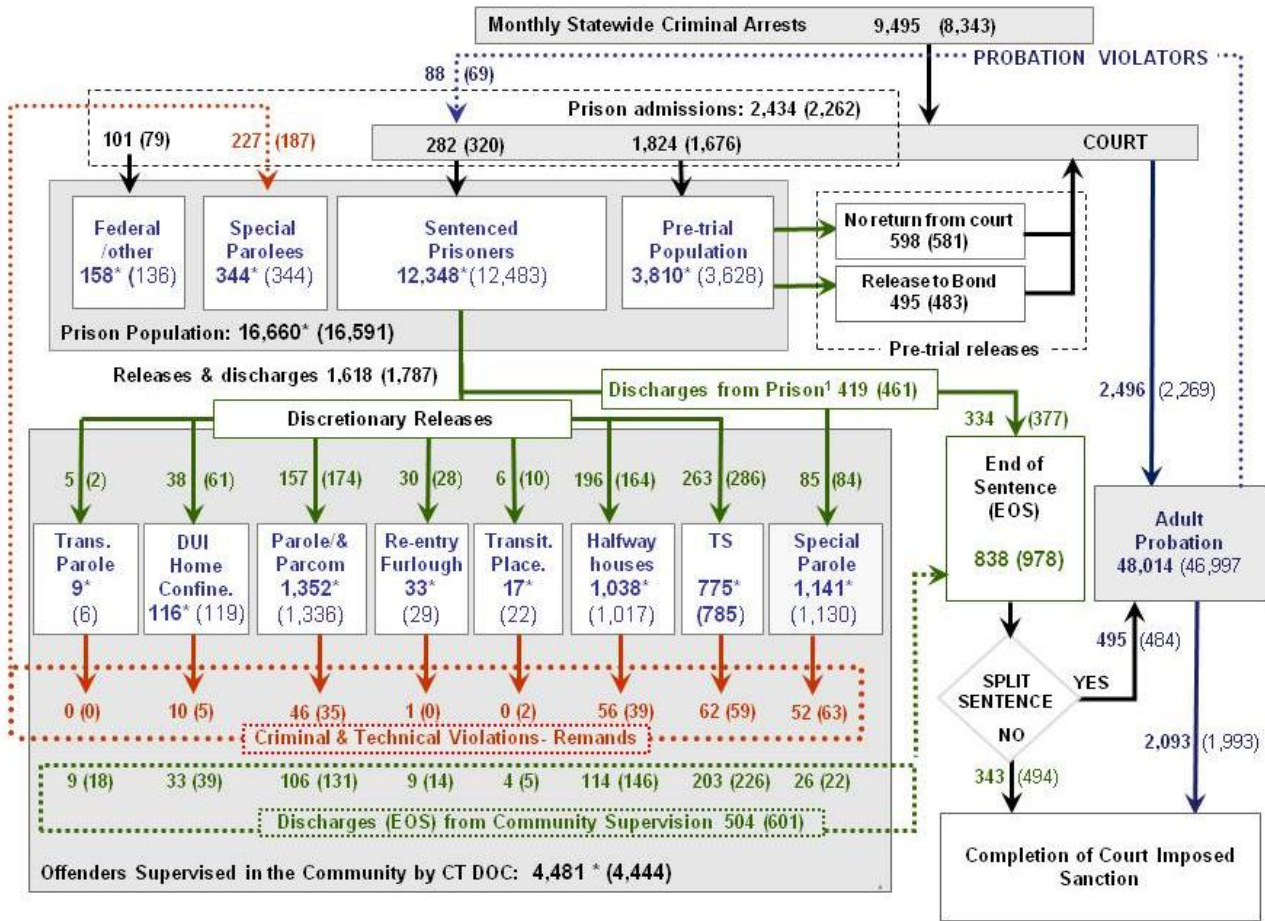 Monthly Statewide Criminal Arrests 9,495 (8,343)
PROBATION VIOLATORS
88 (69)
Prison admissions: 2,434 (2,262)
101 (79)
227 (187)
282 (320)
1,824 (1,676)
COURT
Federal
/other
158* (136)
Special
Parolees
344* (344)
Sentenced
Prisoners
12,348*(12,483)
Pre-trial
Population
3,810* (3,628)
No return from court
598 (581)
Release to Bond
495 (483)
Prison Population: 16,660* (16,591)
Pre-trial releases
Releases & discharges 1,618 (1,787)
Discharges from Prison¹ 419 (461)
2,496 (2,269)
Discretionary Releases
334 (377)
5 (2)
38 (61)
157 (174)
30 (28)
6 (10)
196 (164)
263 (286)
85 (84)
End of
Sentence
(EOS)
838 (978)
Adult
Probation
48,014 (46,997
Trans.
Parole
9*
(6)
DUI
Home
Confine.
116* (119)
Parole/&
Parcom
1,352*
(1,336)
Re-entry
Furlough
33*
(29)
Transit.
Place.
17*
(22)
Halfway
houses
1,038*
(1,017)
TS
775*
(785)
Special
Parole
1,141*
(1,130)
495 (484)
SPLIT
SENTENCE
YES
NO
0 (0)
10 (5)
46 (35)
1 (0)
0 (2)
56 (39)
62 (59)
52 (63)
Criminal & Technical Violations- Remands
2,093 (1,993)
343 (494)
9 (18)
33 (39)
106 (131)
9 (14)
4 (5)
114 (146)
203 (226)
26 (22)
Discharges (EOS) from Community Supervision 504 (601)
Completion of Court Imposed
Sanction
Offenders Supervised in the Community by CT DOC: 4,481 * (4,444)